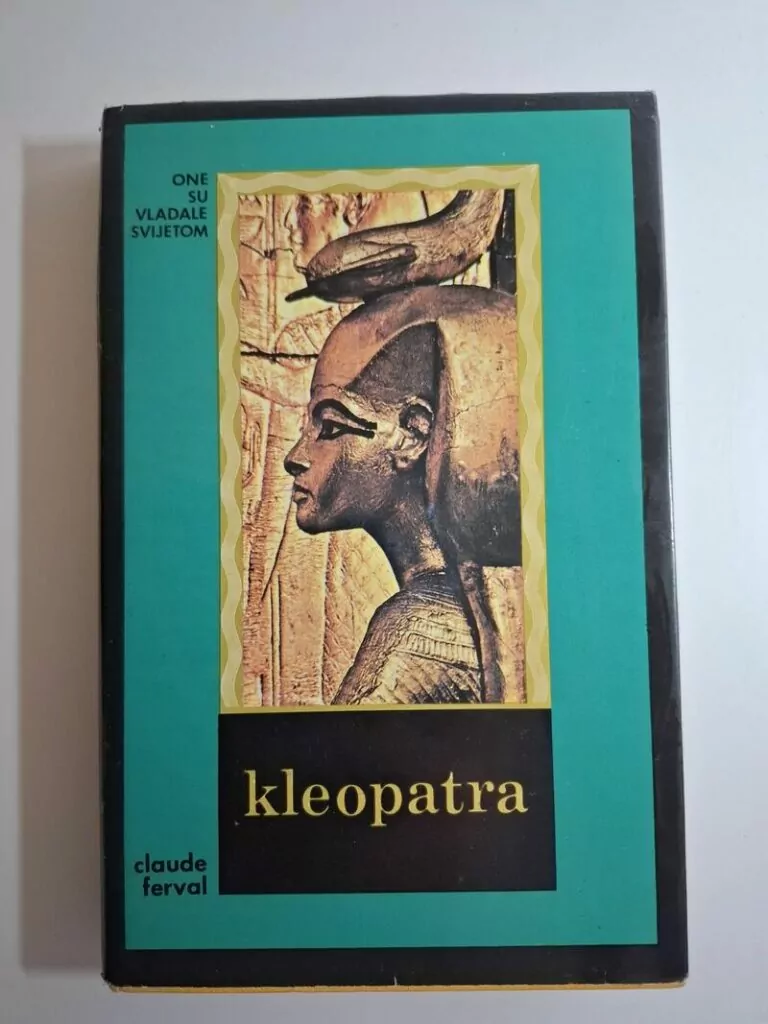 ONE
SU
VLADALE
SVIJETOM
kleopatra
claude
ferval